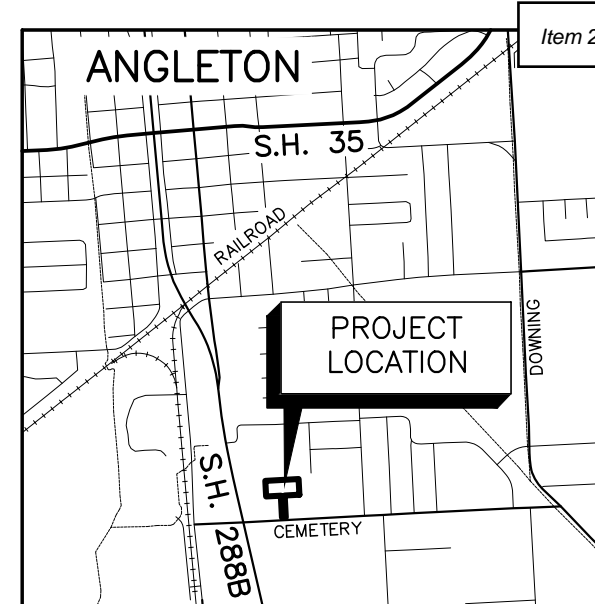 Item 2
ANGLETON
S.H. 35
RAILROAD
PROJECT
LOCATION
DOWNING
S.H. 288B
CEMETERY